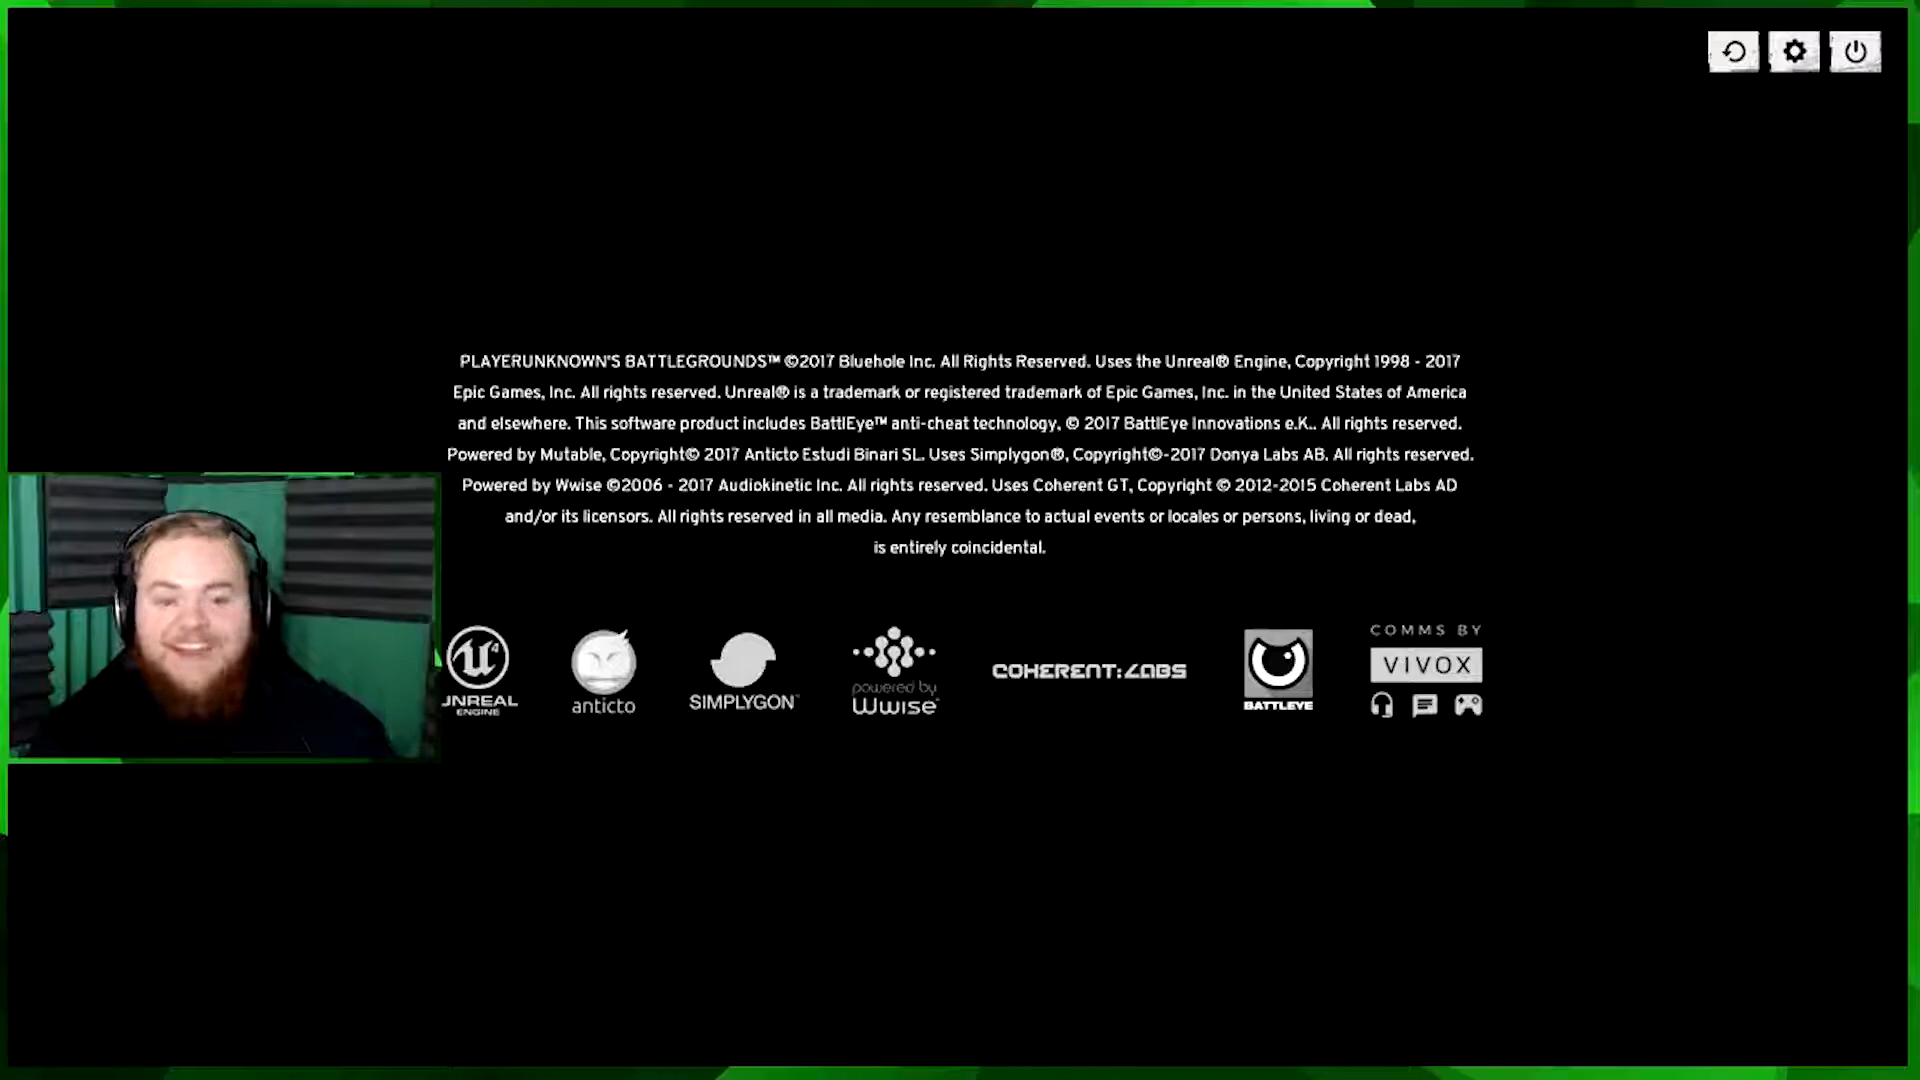 PLAYERUNKNOWN'S BATTLEGROUNDS™ ©2017 Bluehole Inc. All Rights Reserved. Uses the Unreal® Engine, Copyright 1998 - 2017
Epic Games, Inc. All rights reserved. Unreal® is a trademark or registered trademark of Epic Games, Inc. in the United States of America
and elsewhere. This software product includes BattlEye™ anti-cheat technology, © 2017 BattlEye Innovations e.K.. All rights reserved.
Powered by Mutable, Copyright© 2017 Anticto Estudi Binari SL. Uses Simplygon®, Copyright©-2017 Donya Labs AB. All rights reserved.
Powered by Wwise ©2006 - 2017 Audiokinetic Inc. All rights reserved. Uses Coherent GT, Copyright © 2012-2015 Coherent Labs AD
and/or its licensors. All rights reserved in all media. Any resemblance to actual events or locales or persons, living or dead,
is entirely coincidental.
UNREAL
ENGINE
anticto
SIMPLYGON™
powered by
Wwise
COHERENT:LABS
BATTLEYE
COMMS BY
VIVOX